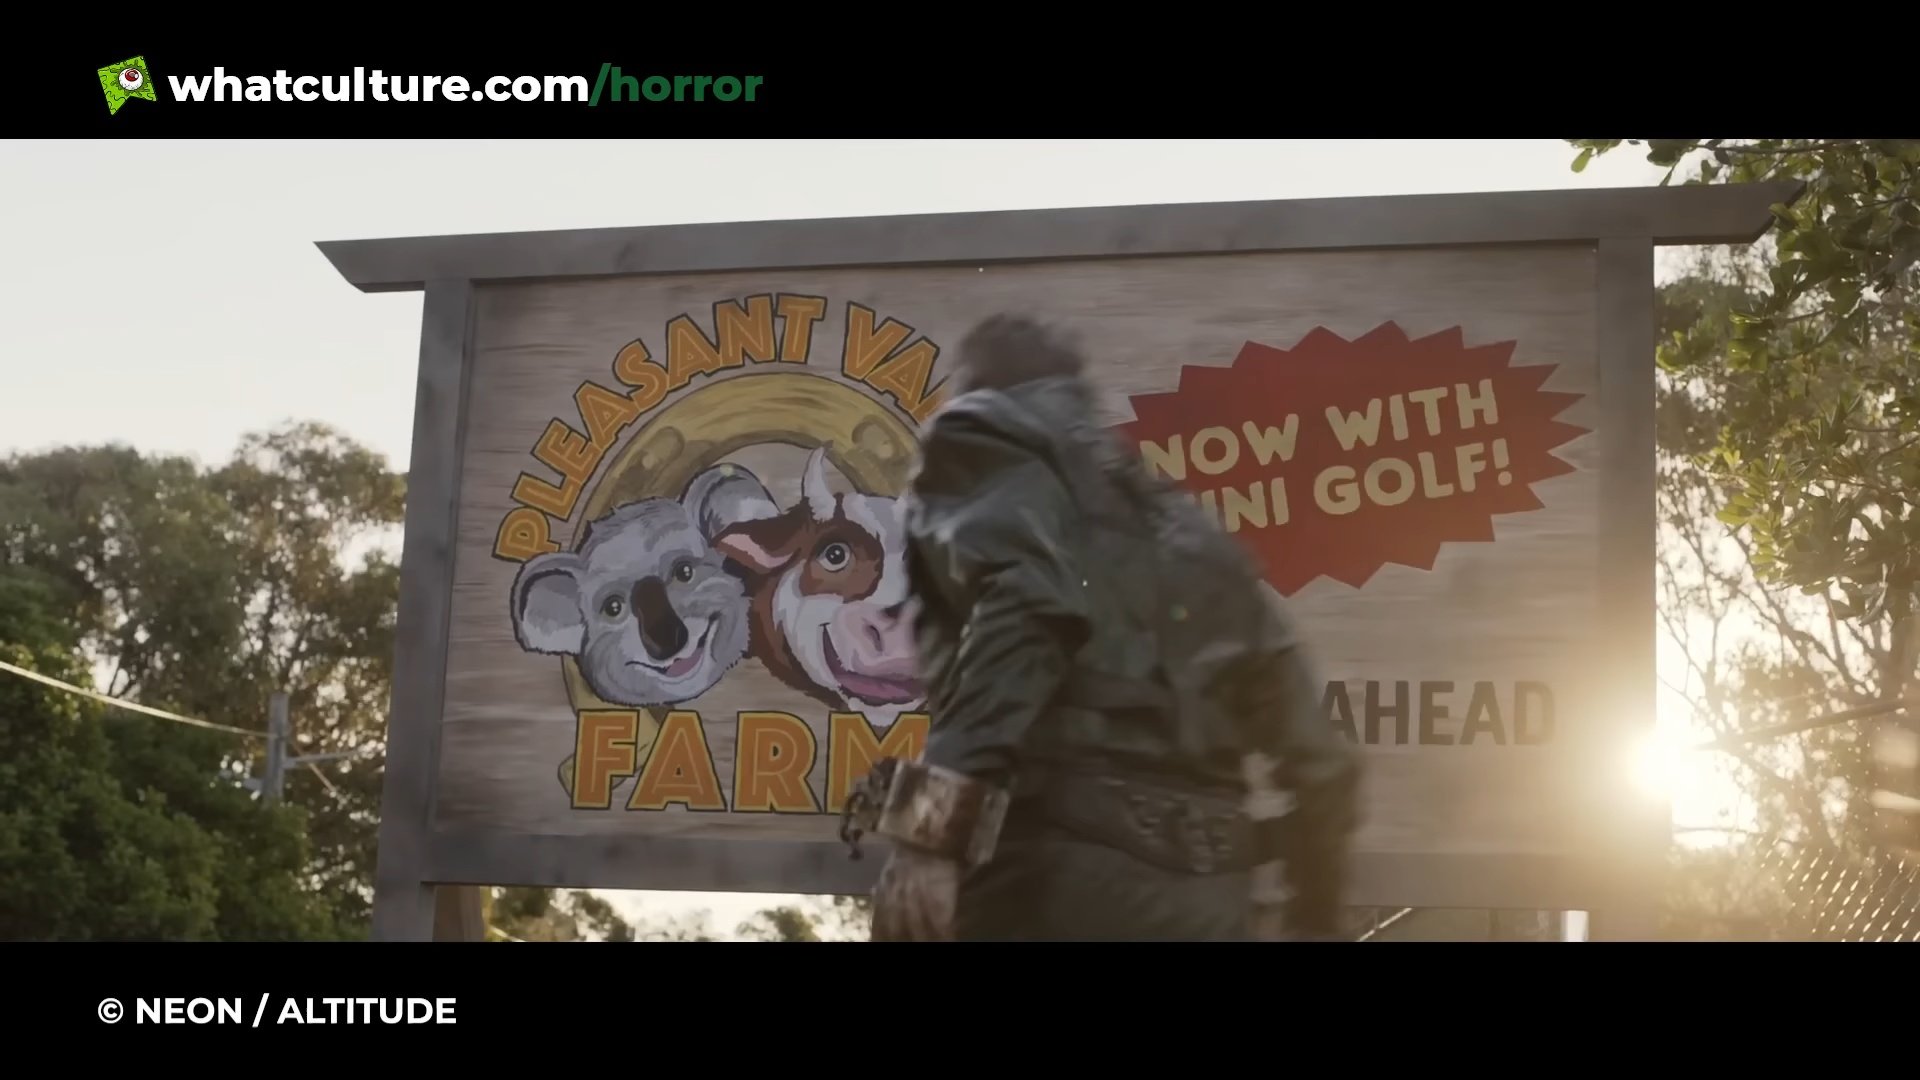 whatculture.com/horror
PLEASANT VA
FARM
NOW WITH
INI GOLF!
AHEAD
© NEON / ALTITUDE